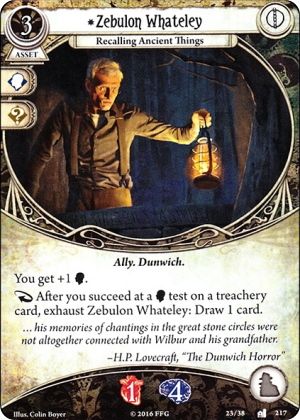 3
*Zebulon Whateley
ASSET
Recalling Ancient Things
Ally. Dunwich.
You get +1 .
After you succeed at a test on a treachery
card, exhaust Zebulon Whateley: Draw 1 card.
... his memories of chantings in the great stone circles were
not altogether connected with Wilbur and his grandfather.
–H.P. Lovecraft, “The Dunwich Horror”
1
4
Illus. Colin Boyer
© 2016 FFG
23/38
217